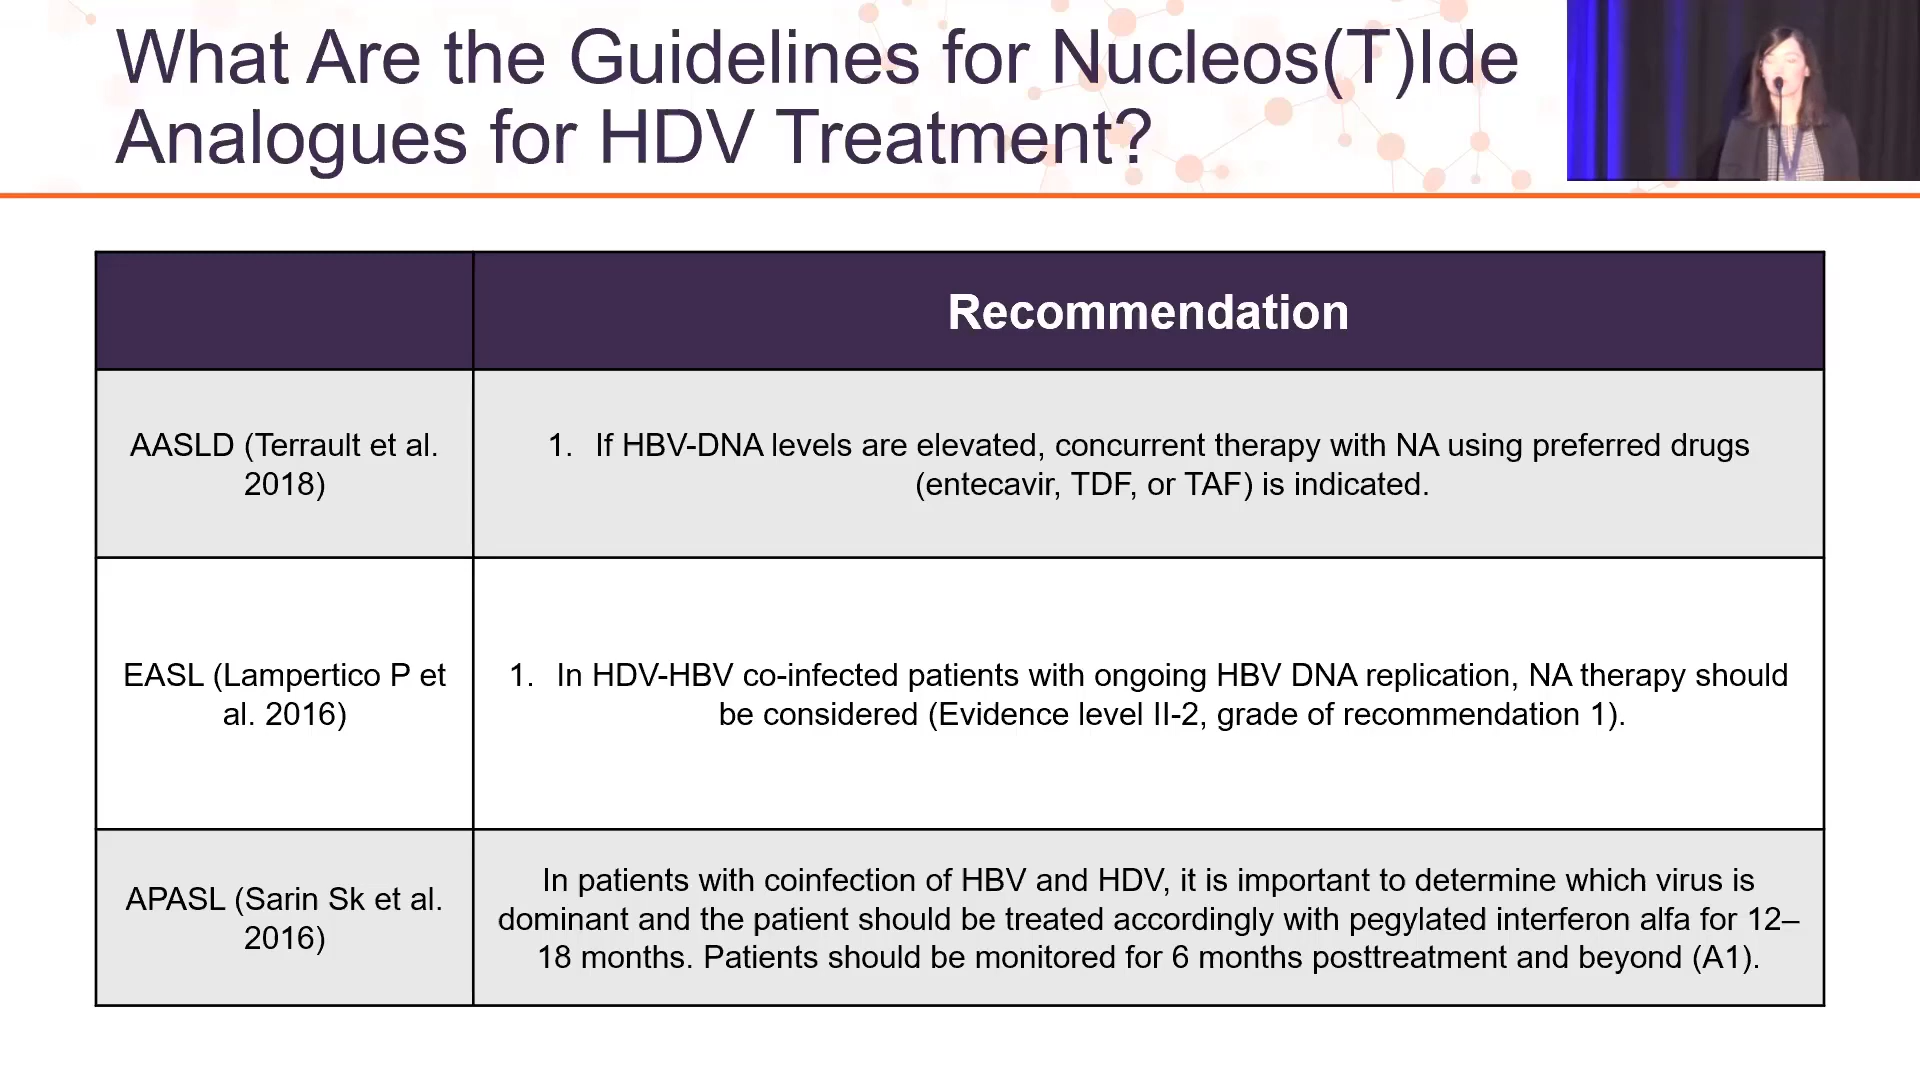 What Are the Guidelines for Nucleos(T)Ide
Analogues for HDV Treatment?
Recommendation
AASLD (Terrault et al.
2018)
1. If HBV-DNA levels are elevated, concurrent therapy with NA using preferred drugs
(entecavir, TDF, or TAF) is indicated.
EASL (Lampertico P et
al. 2016)
1. In HDV-HBV co-infected patients with ongoing HBV DNA replication, NA therapy should
be considered (Evidence level II-2, grade of recommendation 1).
APASL (Sarin Sk et al.
2016)
In patients with coinfection of HBV and HDV, it is important to determine which virus is
dominant and the patient should be treated accordingly with pegylated interferon alfa for 12–
18 months. Patients should be monitored for 6 months posttreatment and beyond (A1).